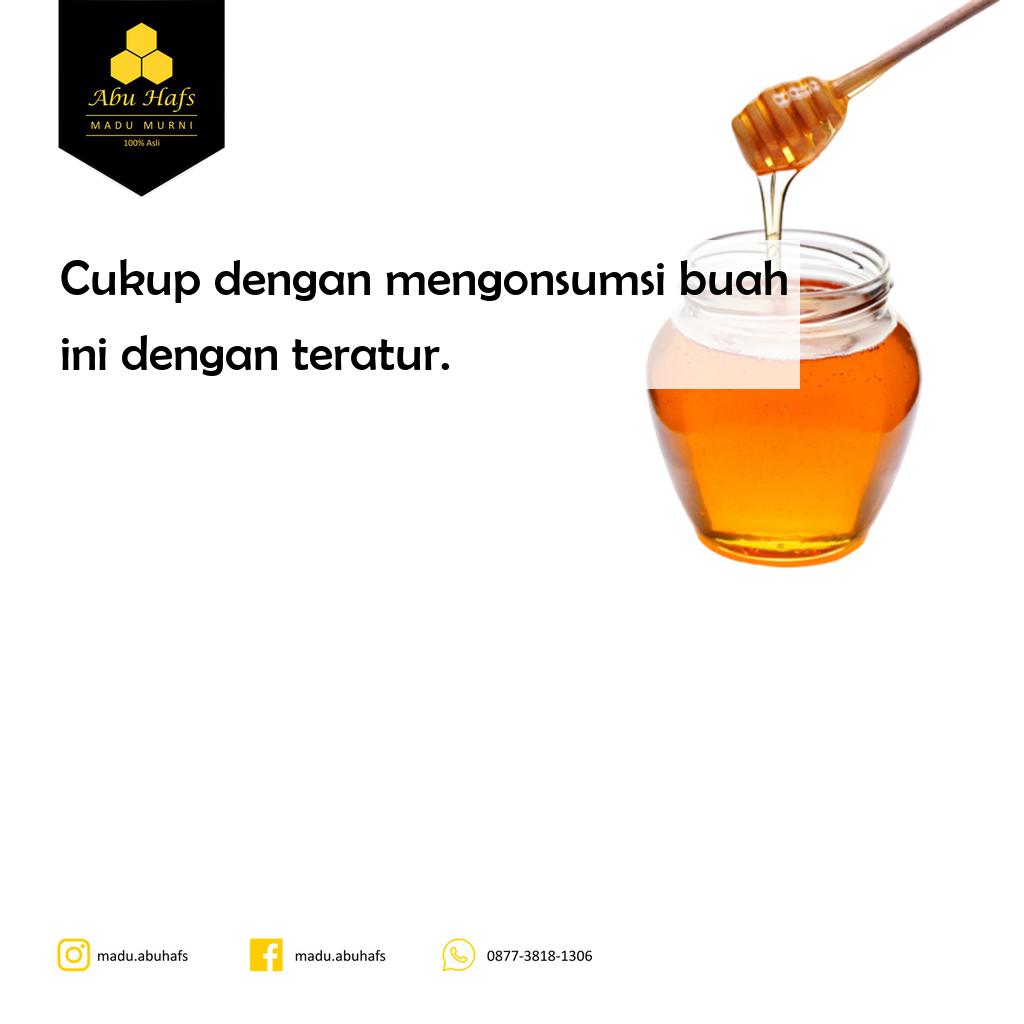 Abu Hafs
MADU MURNI
100% Asli
Cukup dengan mengonsumsi buah
ini dengan teratur.
madu.abuhafs
madu.abuhafs
0877-3818-1306